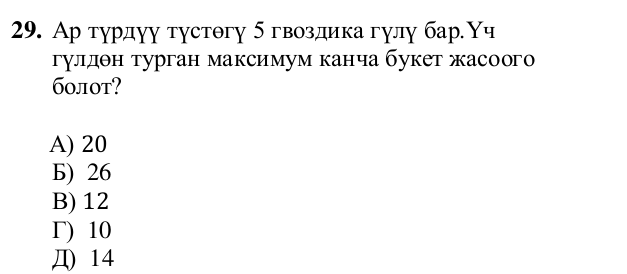 29. Ар түрдүү түстөгү 5 гвоздика гүлү бар.Үч
гүлдөн турган максимум канча букет жасоого
болот?
А) 20
Б) 26
В) 12
Г) 10
Д) 14